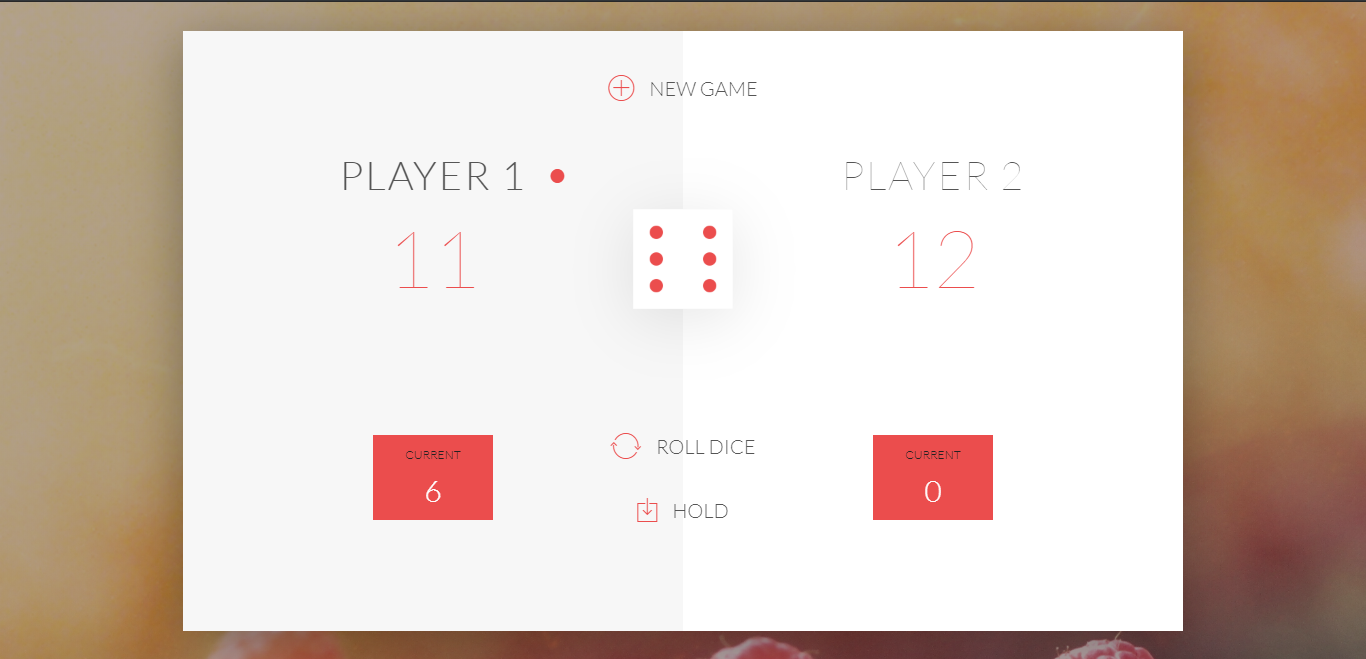 NEW GAME
PLAYER 1
11
PLAYER 2
12
CURRENT
6
ROLL DICE
HOLD
CURRENT
0